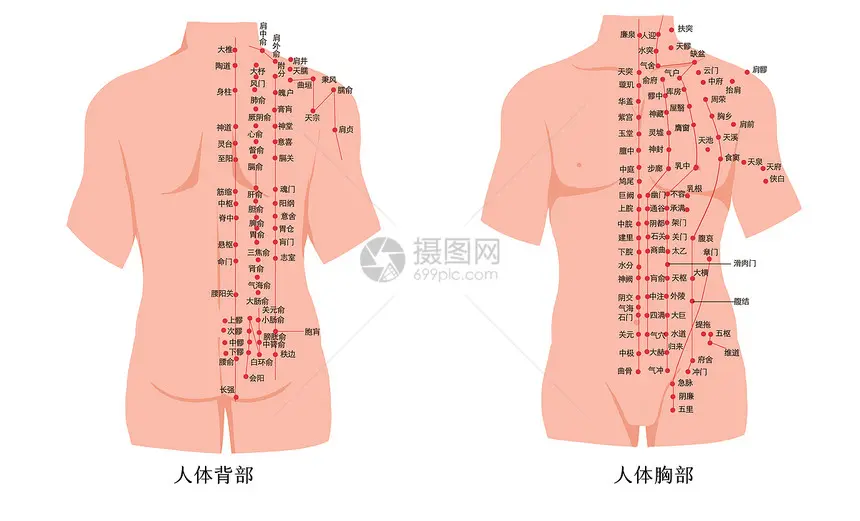 肩中俞
肩外俞
大椎
肩井
附分
天髎
秉风
陶道
大杼
曲垣
臑俞
风门
身柱
魄户
肺俞
膏肓
天宗
厥阴俞
神道
神堂
肩贞
心俞
灵台
督俞
意喜
至阳
膈俞
膈关
筋缩
肝俞
魂门
中枢
胆俞
阳纲
脊中
脾俞
意舍
胃俞
胃仓
悬枢
三焦俞
肓门
命门
志室
肾俞
气海俞
腰阳关
大肠俞
关元俞
上髎
小肠俞
次髎
膀胱俞
胞肓
中髎
中膂俞
下髎
秩边
腰俞
白环俞
会阳
长强
人体背部
廉泉
人迎
扶突
水突
天髎
缺盆
气舍
天突
气户
云门
肩髎
俞府
璇玑
库房
中府
抬肩
华盖
彧中
周荣
神藏
屋翳
紫宫
胸乡
肩前
玉堂
灵墟
膺窗
天溪
膻中
神封
天池
食窦
中庭
步廊
乳中
天泉
天府
鸠尾
侠白
巨阙
幽门
不容
乳根
上脘
通谷
承满
中脘
阴都
梁门
建里
石关
关门
腹哀
下脘
商曲
太乙
章门
水分
滑肉门
神阙
肓俞
天枢
大横
阴交
中注
外陵
腹结
气海
石门
四满
大巨
提拖
关元
气穴
水道
五枢
归来
中极
大赫
维道
府舍
曲骨
气冲
冲门
急脉
阴廉
五里
人体胸部
摄图网
699pic.com